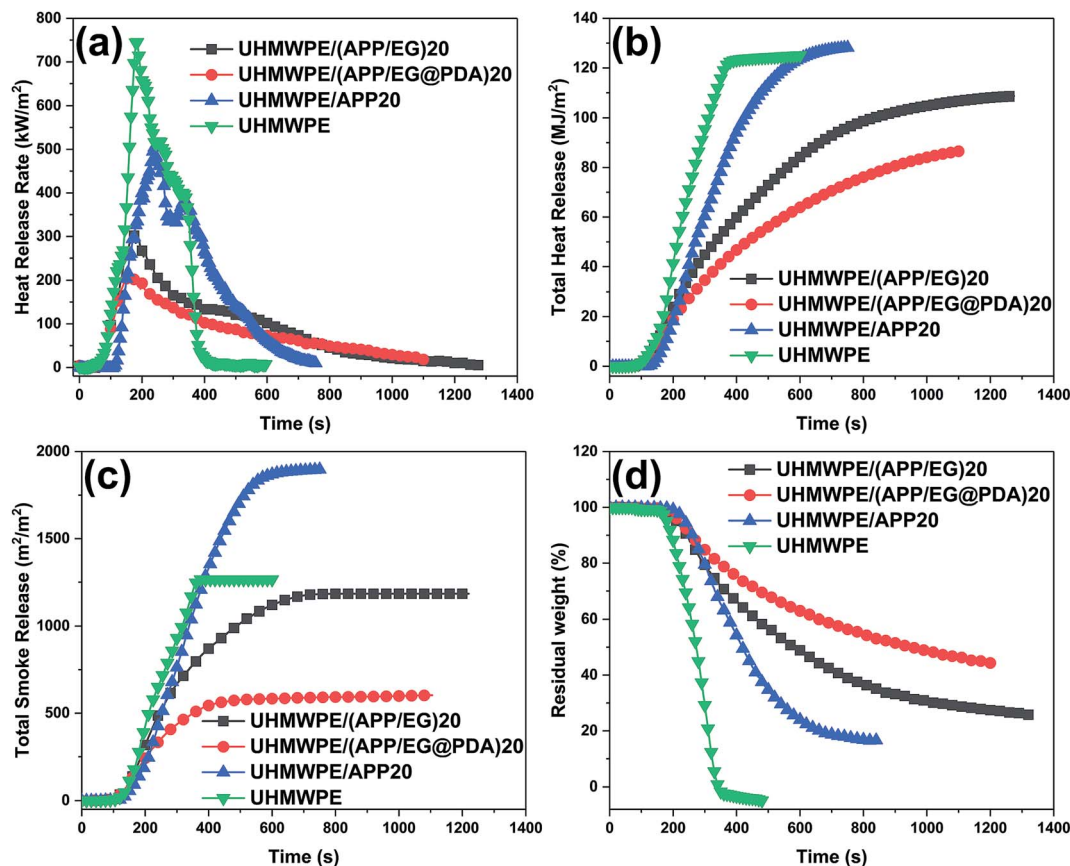 (a)
800
700
600
500
400
300
200
100
0
Heat Release Rate (kW/m²)
UHMWPE/(APP/EG)20
UHMWPE/(APP/EG@PDA)20
UHMWPE/APP20
UHMWPE
0 200 400 600 800 1000 1200 1400
Time (s)
(b)
140
120
100
80
60
40
20
0
Total Heat Release (MJ/m²)
UHMWPE/(APP/EG)20
UHMWPE/(APP/EG@PDA)20
UHMWPE/APP20
UHMWPE
0 200 400 600 800 1000 1200 1400
Time (s)
(c)
2000
1500
1000
500
0
Total Smoke Release (m²/m²)
UHMWPE/(APP/EG)20
UHMWPE/(APP/EG@PDA)20
UHMWPE/APP20
UHMWPE
0 200 400 600 800 1000 1200 1400
Time (s)
(d)
120
100
80
60
40
20
0
Residual weight (%)
UHMWPE/(APP/EG)20
UHMWPE/(APP/EG@PDA)20
UHMWPE/APP20
UHMWPE
0 200 400 600 800 1000 1200 1400
Time (s)